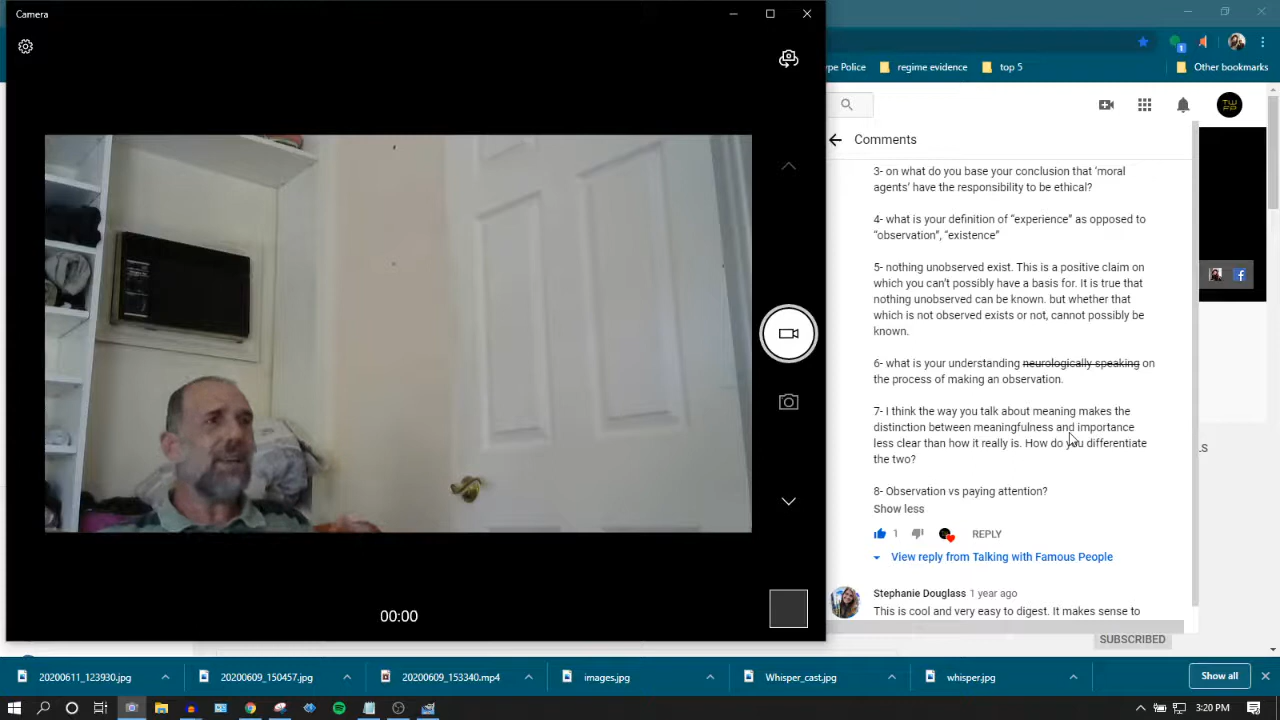 Camera
ype Police
regime evidence
top 5
Other bookmarks
1
TW
FP
Comments
3- on what do you base your conclusion that 'moral
agents' have the responsibility to be ethical?
4- what is your definition of “experience” as opposed to
“observation”, “existence”
5- nothing unobserved exist. This is a positive claim on
which you can't possibly have a basis for. It is true that
nothing unobserved can be known. but whether that
which is not observed exists or not, cannot possibly be
known.
6- what is your understanding neurologically speaking on
the process of making an observation.
7- I think the way you talk about meaning makes the
distinction between meaningfulness and importance
less clear than how it really is. How do you differentiate
the two?
8- Observation vs paying attention?
Show less
1
REPLY
View reply from Talking with Famous People
Stephanie Douglass 1 year ago
This is cool and very easy to digest. It makes sense to
LS
SUBSCRIBED
00:00
20200611_123930.jpg
20200609_150457.jpg
20200609_153340.mp4
images.jpg
Whisper_cast.jpg
whisper.jpg
Show all
3:20 PM